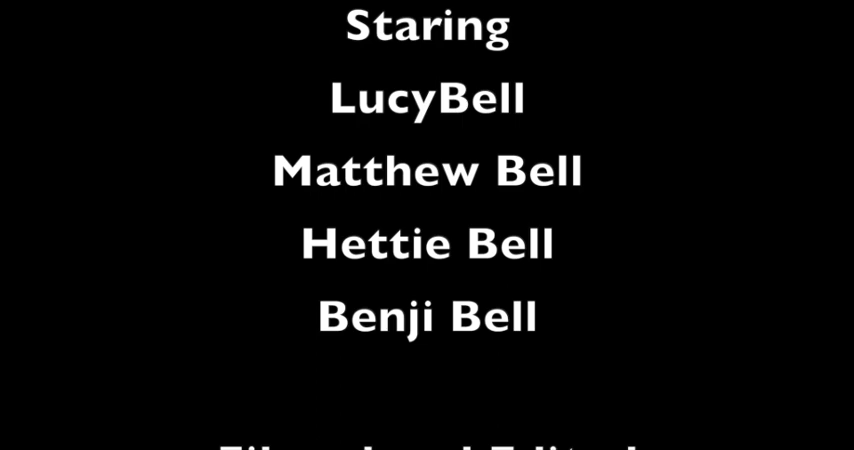 Staring
LucyBell
Matthew Bell
Hettie Bell
Benji Bell